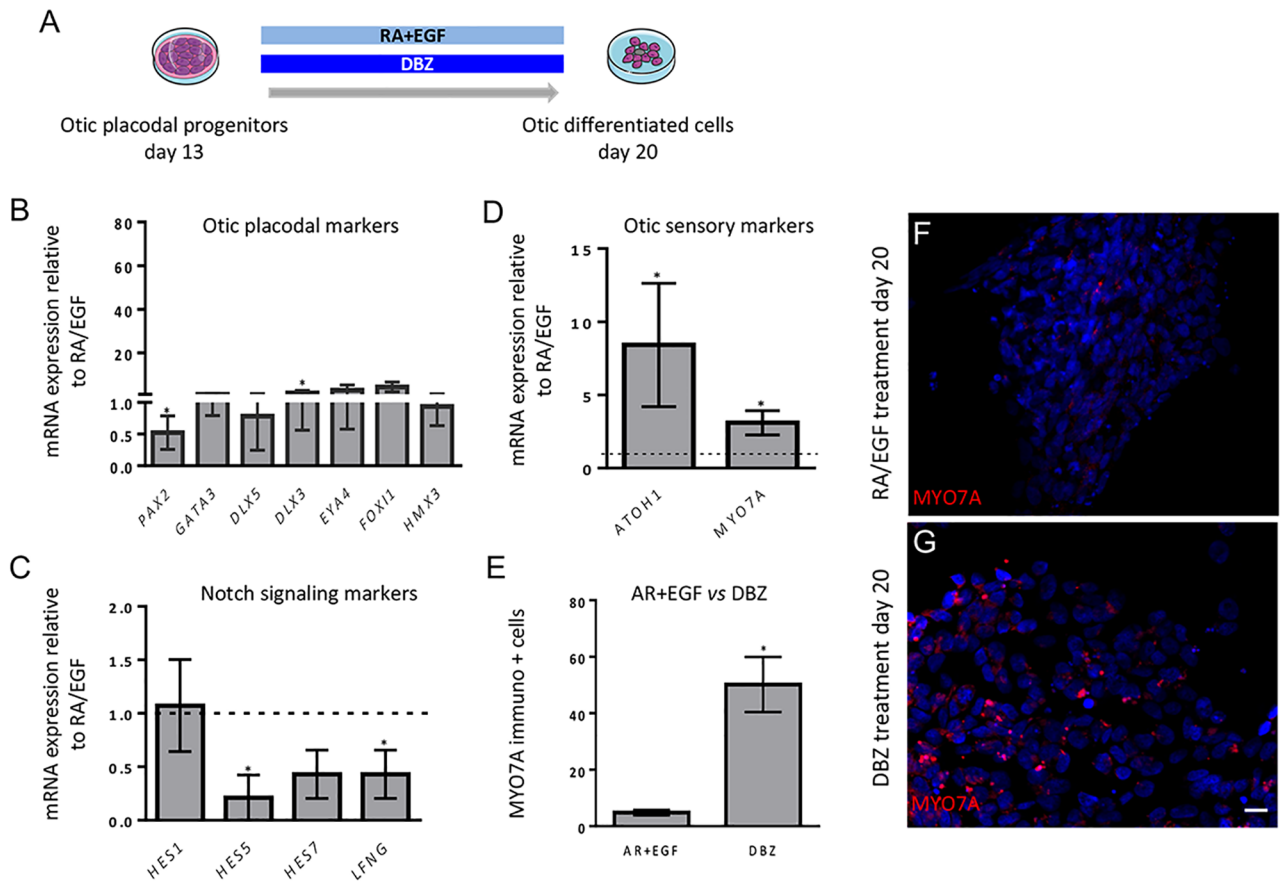 A
RA+EGF
DBZ
Otic placodal progenitors
day 13
Otic differentiated cells
day 20
B
Otic placodal markers
mRNA expression relative
to RA/EGF
80
60
40
20
1.0
0.5
0.0
PAX2
GATA3
DLX5
DLX3
EYA4
FOXI1
HMX3
*
*
C
Notch signaling markers
mRNA expression relative
to RA/EGF
2.0
1.5
1.0
0.5
0.0
HES1
HES5
HES7
LFNG
*
*
D
Otic sensory markers
mRNA expression relative
to RA/EGF
15
10
5
0
ATOH1
MYO7A
*
*
E
AR+EGF vs DBZ
MYO7A immuno + cells
80
60
40
20
0
AR+EGF
DBZ
*
F
RA/EGF treatment day 20
MYO7A
G
DBZ treatment day 20
MYO7A